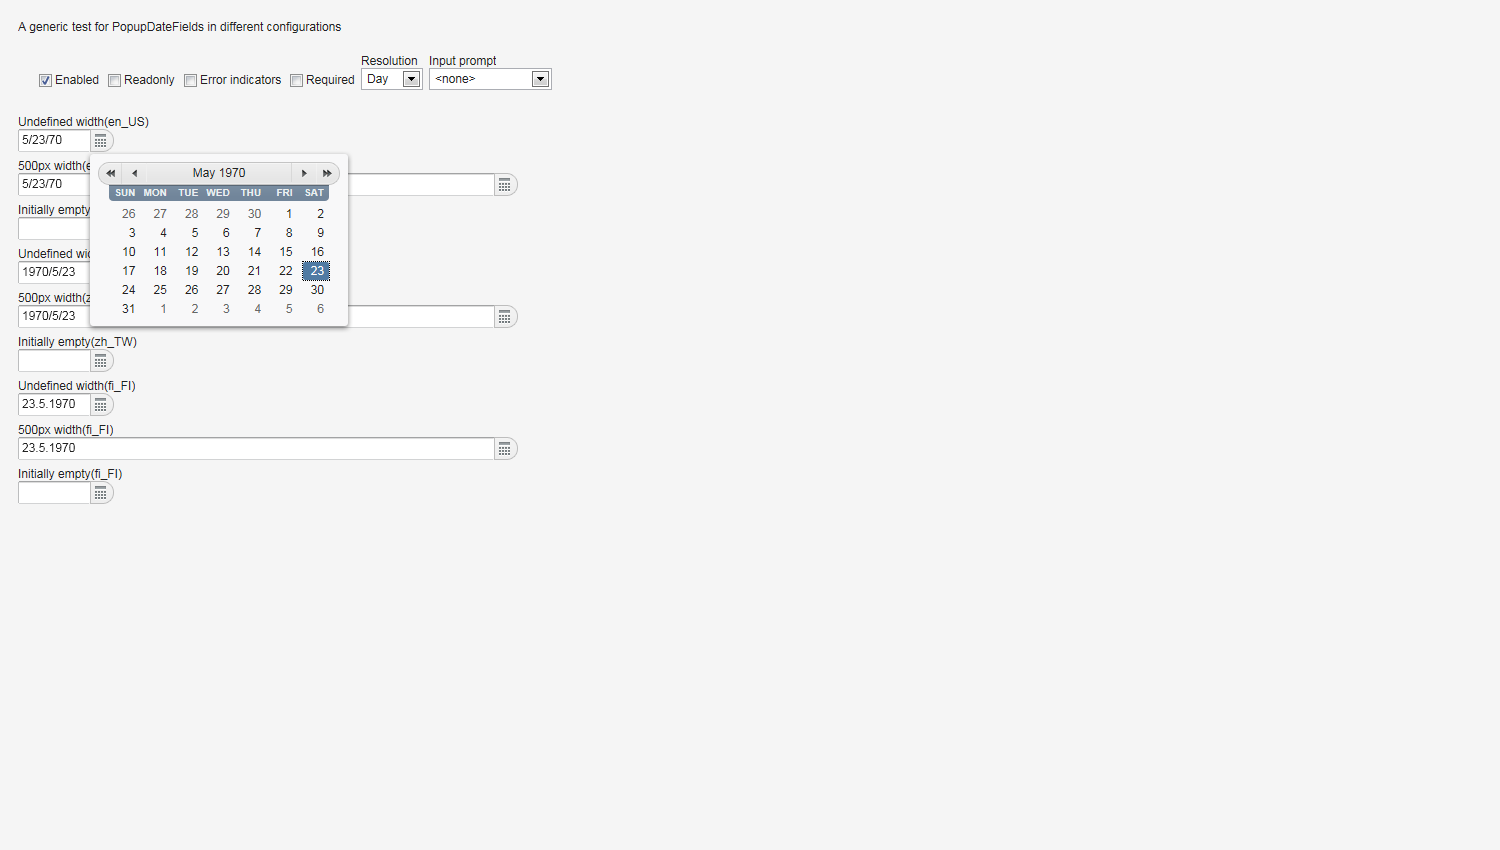 A generic test for PopupDateFields in different configurations
Resolution Input prompt
Enabled Readonly Error indicators Required Day <none>
Undefined width(en_US)
5/23/70
500px width(e
5/23/70
May 1970
SUN MON TUE WED THU FRI SAT
26 27 28 29 30 1 2
3 4 5 6 7 8 9
10 11 12 13 14 15 16
17 18 19 20 21 22 23
24 25 26 27 28 29 30
31 1 2 3 4 5 6
Initially empty
Undefined wid
1970/5/23
500px width(z
1970/5/23
Initially empty(zh_TW)
Undefined width(fi_FI)
23.5.1970
500px width(fi_FI)
23.5.1970
Initially empty(fi_FI)